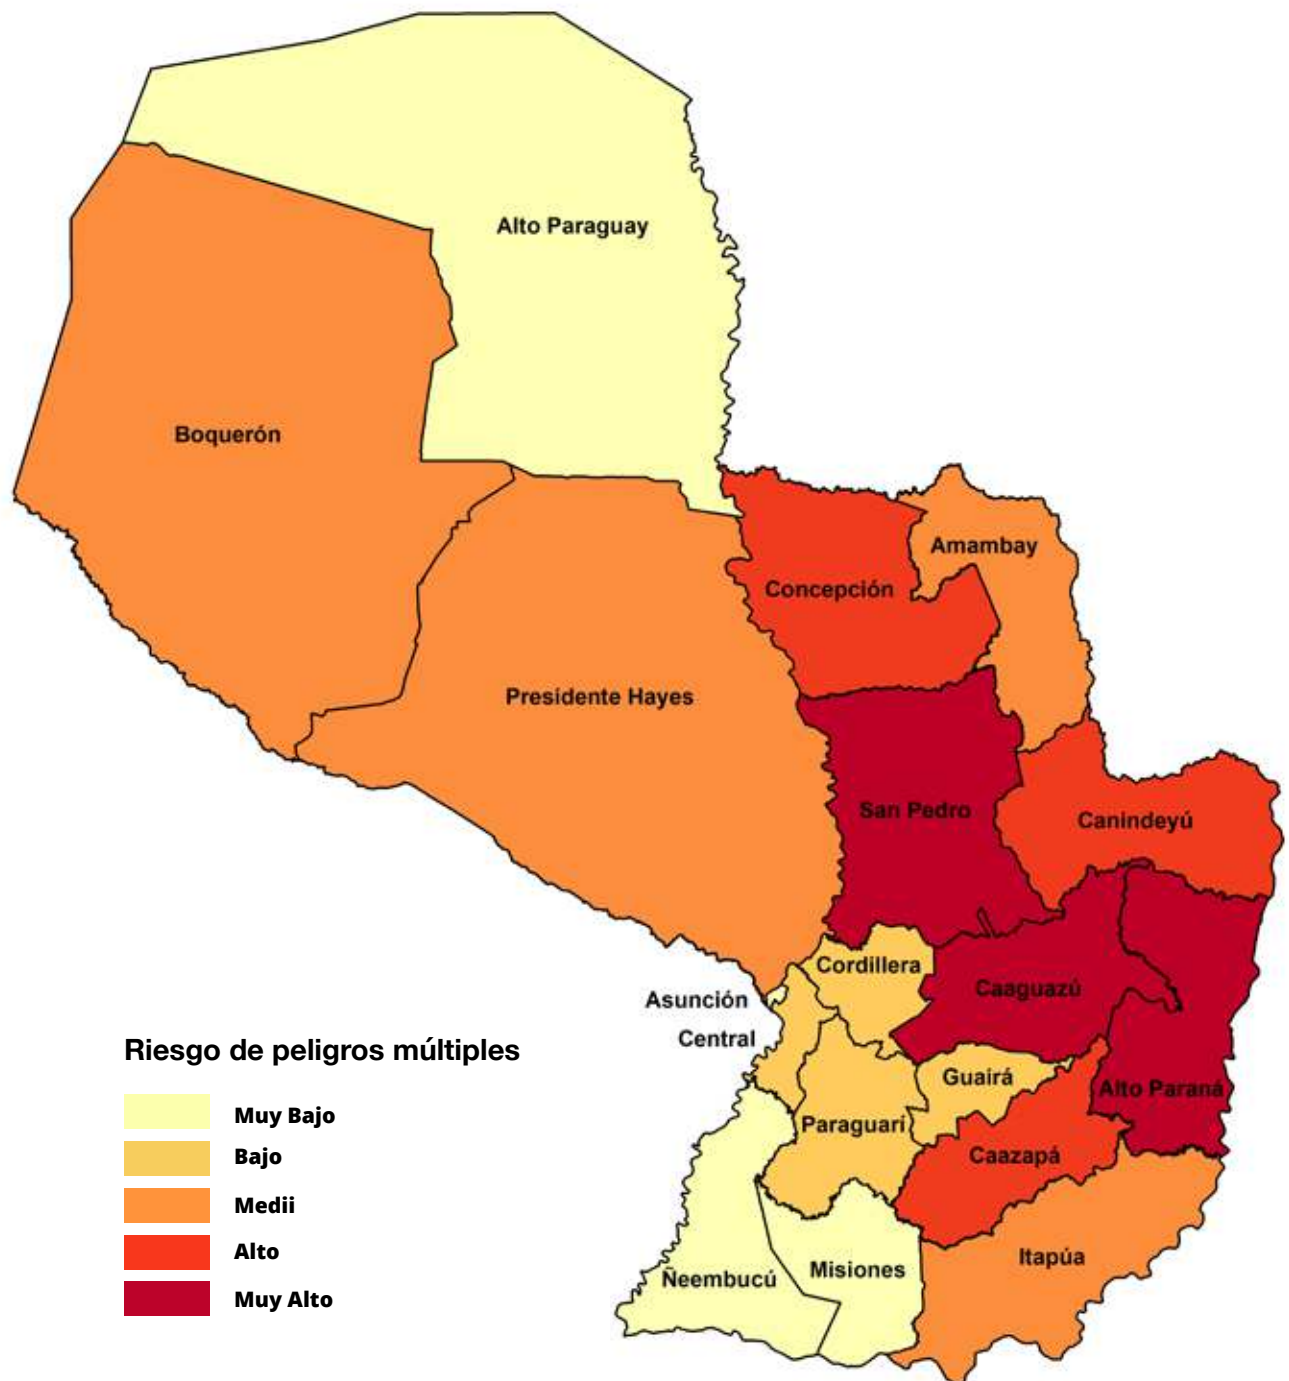 Alto Paraguay
Boquerón
Amambay
Concepción
Presidente Hayes
San Pedro
Canindeyú
Cordillera
Caaguazú
Asunción
Central
Guairá
Alto Paraná
Paraguarí
Caazapá
Itapúa
Misiones
Ñeembucú
Riesgo de peligros múltiples
Muy Bajo
Bajo
Medii
Alto
Muy Alto